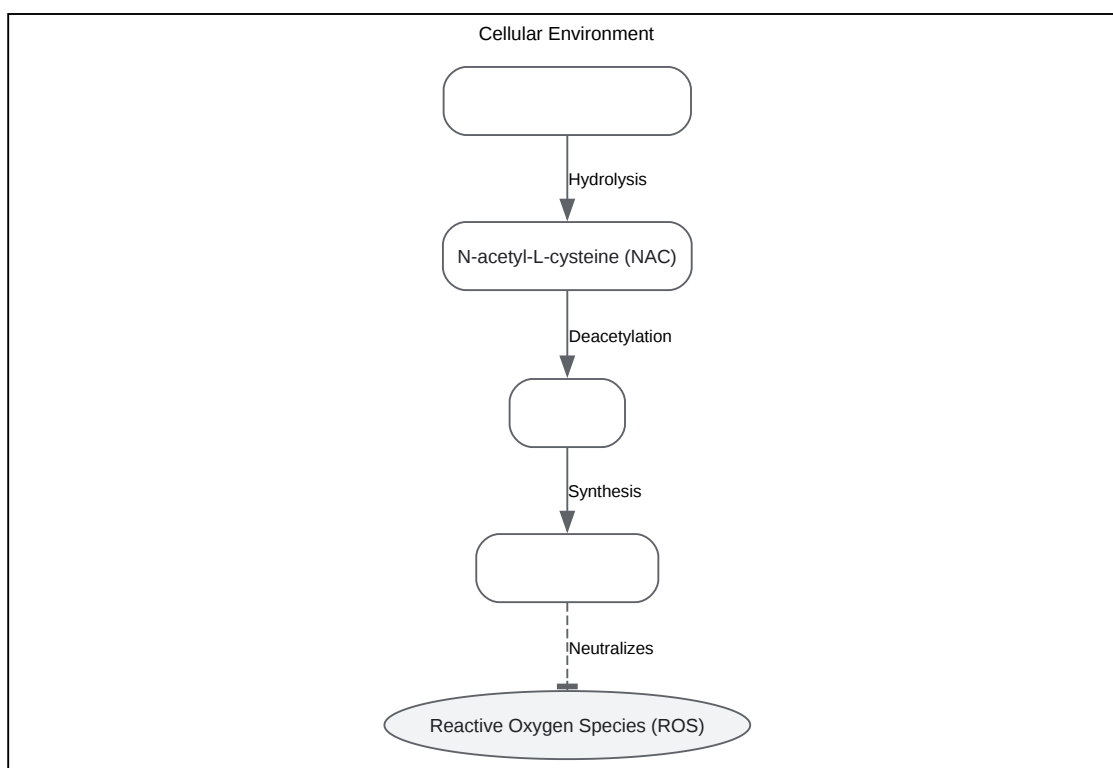 Cellular Environment
Hydrolysis
N-acetyl-L-cysteine (NAC)
Deacetylation
Synthesis
Neutralizes
Reactive Oxygen Species (ROS)